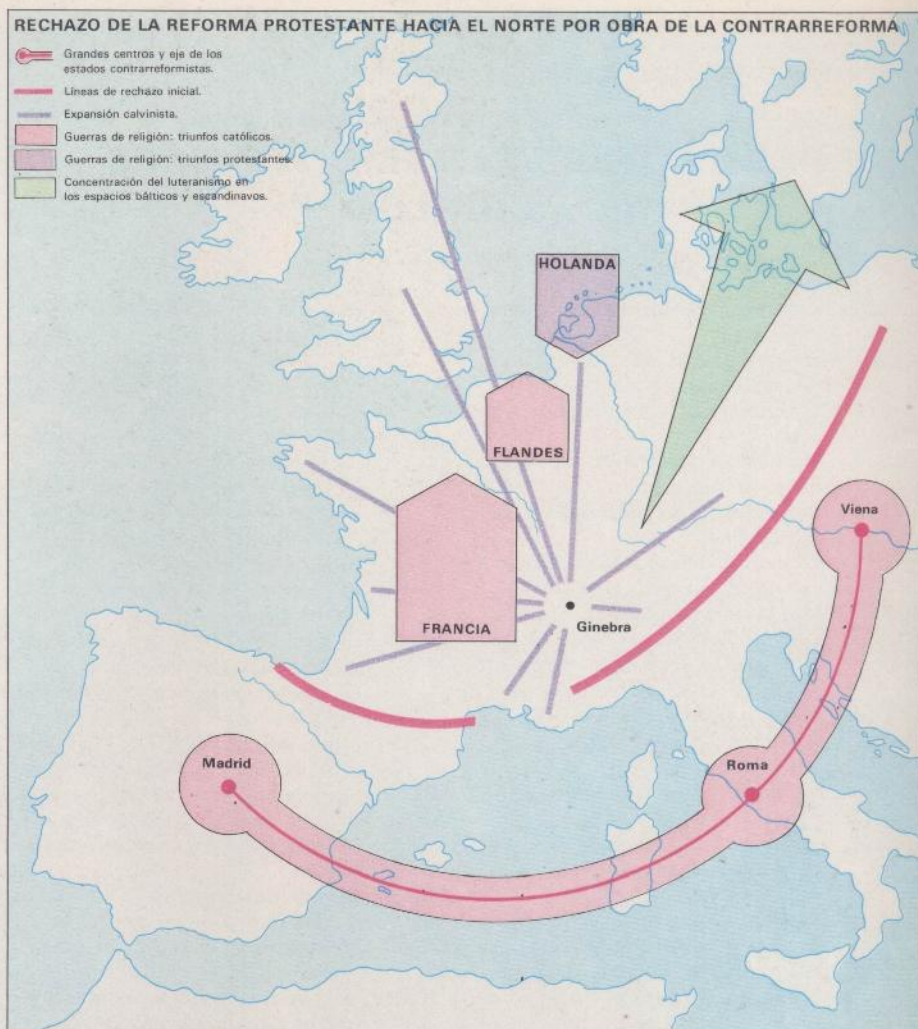 RECHAZO DE LA REFORMA PROTESTANTE HACIA EL NORTE POR OBRA DE LA CONTRARREFORMA
Grandes centros y eje de los
estados contrarreformistas.
Líneas de rechazo inicial.
Expansión calvinista.
Guerras de religión: triunfos católicos.
Guerras de religión: triunfos protestantes.
Concentración del luteranismo en
los espacios bálticos y escandinavos.
HOLANDA
FLANDES
Viena
FRANCIA
Ginebra
Madrid
Roma